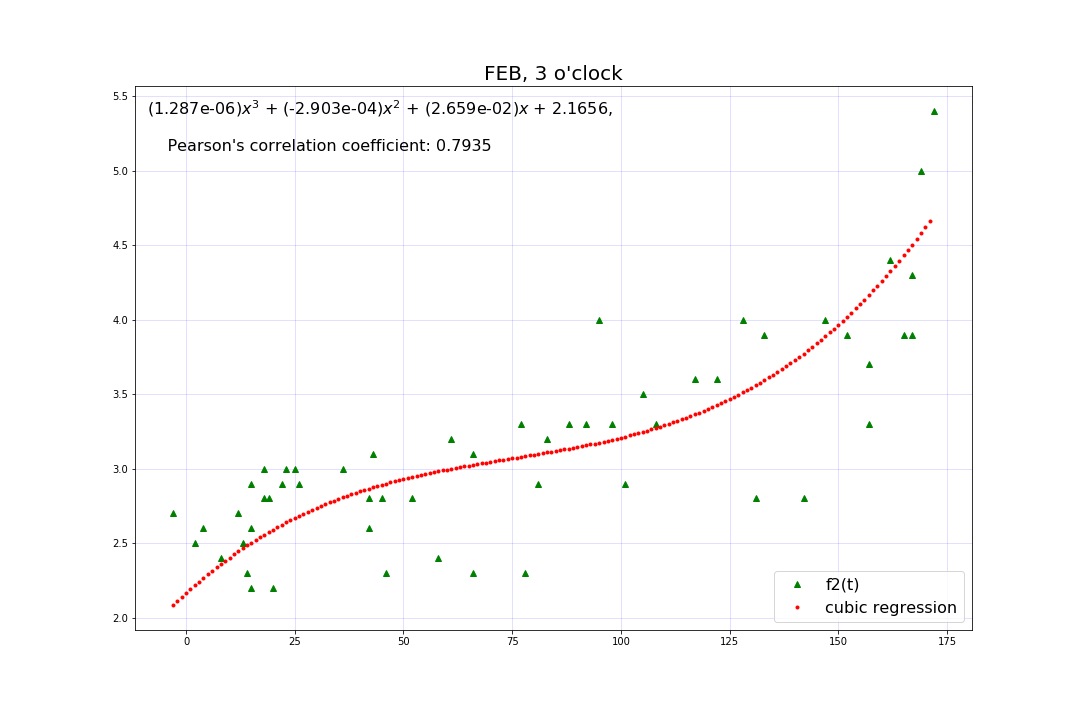 FEB, 3 o'clock
(1.287e-06)x³ + (-2.903e-04)x² + (2.659e-02)x + 2.1656,
Pearson's correlation coefficient: 0.7935
5.5
5.0
4.5
4.0
3.5
3.0
2.5
2.0
f2(t)
cubic regression
0 25 50 75 100 125 150 175